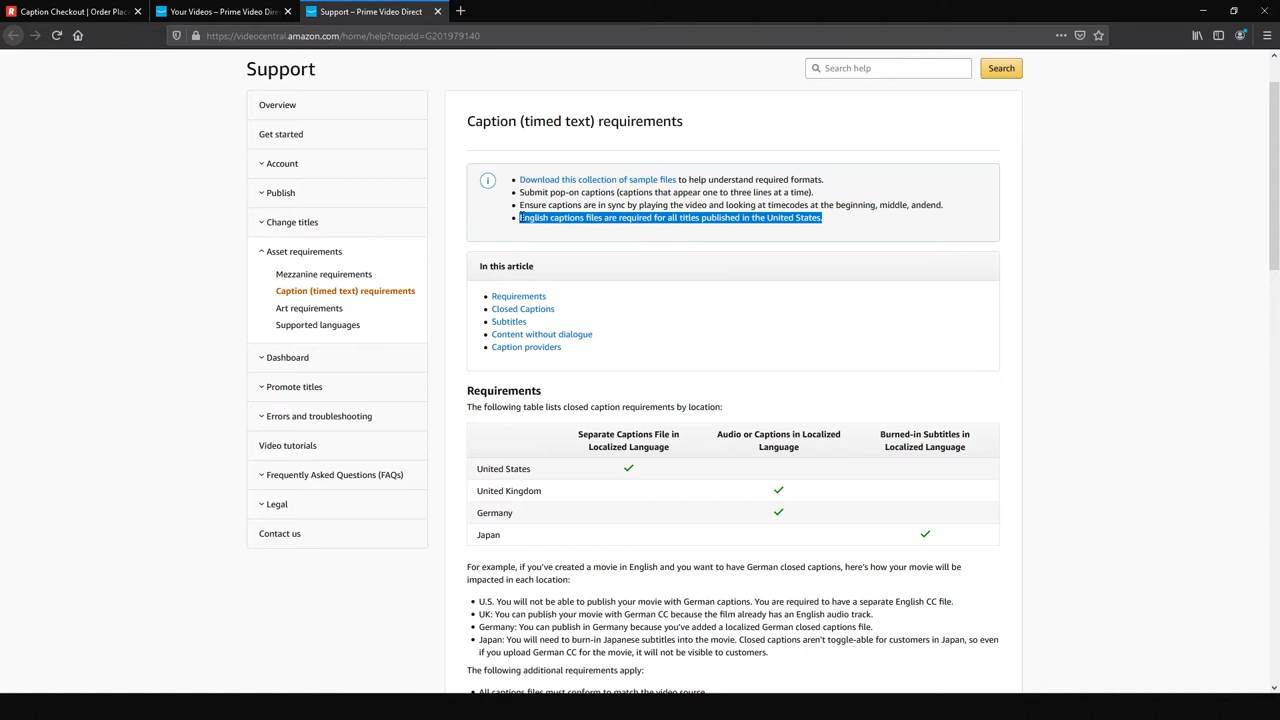 Caption Checkout | Order Plac
Your Videos – Prime Video Direc
Support – Prime Video Direct
https://videocentral.amazon.com/home/help?topicId=G201979140
Support
Search help
Search
Overview
Get started
Account
Publish
Change titles
Asset requirements
Mezzanine requirements
Caption (timed text) requirements
Art requirements
Supported languages
Dashboard
Promote titles
Errors and troubleshooting
Video tutorials
Frequently Asked Questions (FAQs)
Legal
Contact us
Caption (timed text) requirements
• Download this collection of sample files to help understand required formats.
• Submit pop-on captions (captions that appear one to three lines at a time).
• Ensure captions are in sync by playing the video and looking at timecodes at the beginning, middle, andend.
• English captions files are required for all titles published in the United States.
In this article
• Requirements
• Closed Captions
• Subtitles
• Content without dialogue
• Caption providers
Requirements
The following table lists closed caption requirements by location:
Separate Captions File in Localized Language
Audio or Captions in Localized Language
Burned-in Subtitles in Localized Language
United States
United Kingdom
Germany
Japan
For example, if you've created a movie in English and you want to have German closed captions, here's how your movie will be
impacted in each location:
• U.S. You will not be able to publish your movie with German captions. You are required to have a separate English CC file.
• UK: You can publish your movie with German CC because the film already has an English audio track.
• Germany: You can publish in Germany because you've added a localized German closed captions file.
• Japan: You will need to burn-in Japanese subtitles into the movie. Closed captions aren't toggle-able for customers in Japan, so even
if you upload German CC for the movie, it will not be visible to customers.
The following additional requirements apply:
• All captions files must conform to match the video source.